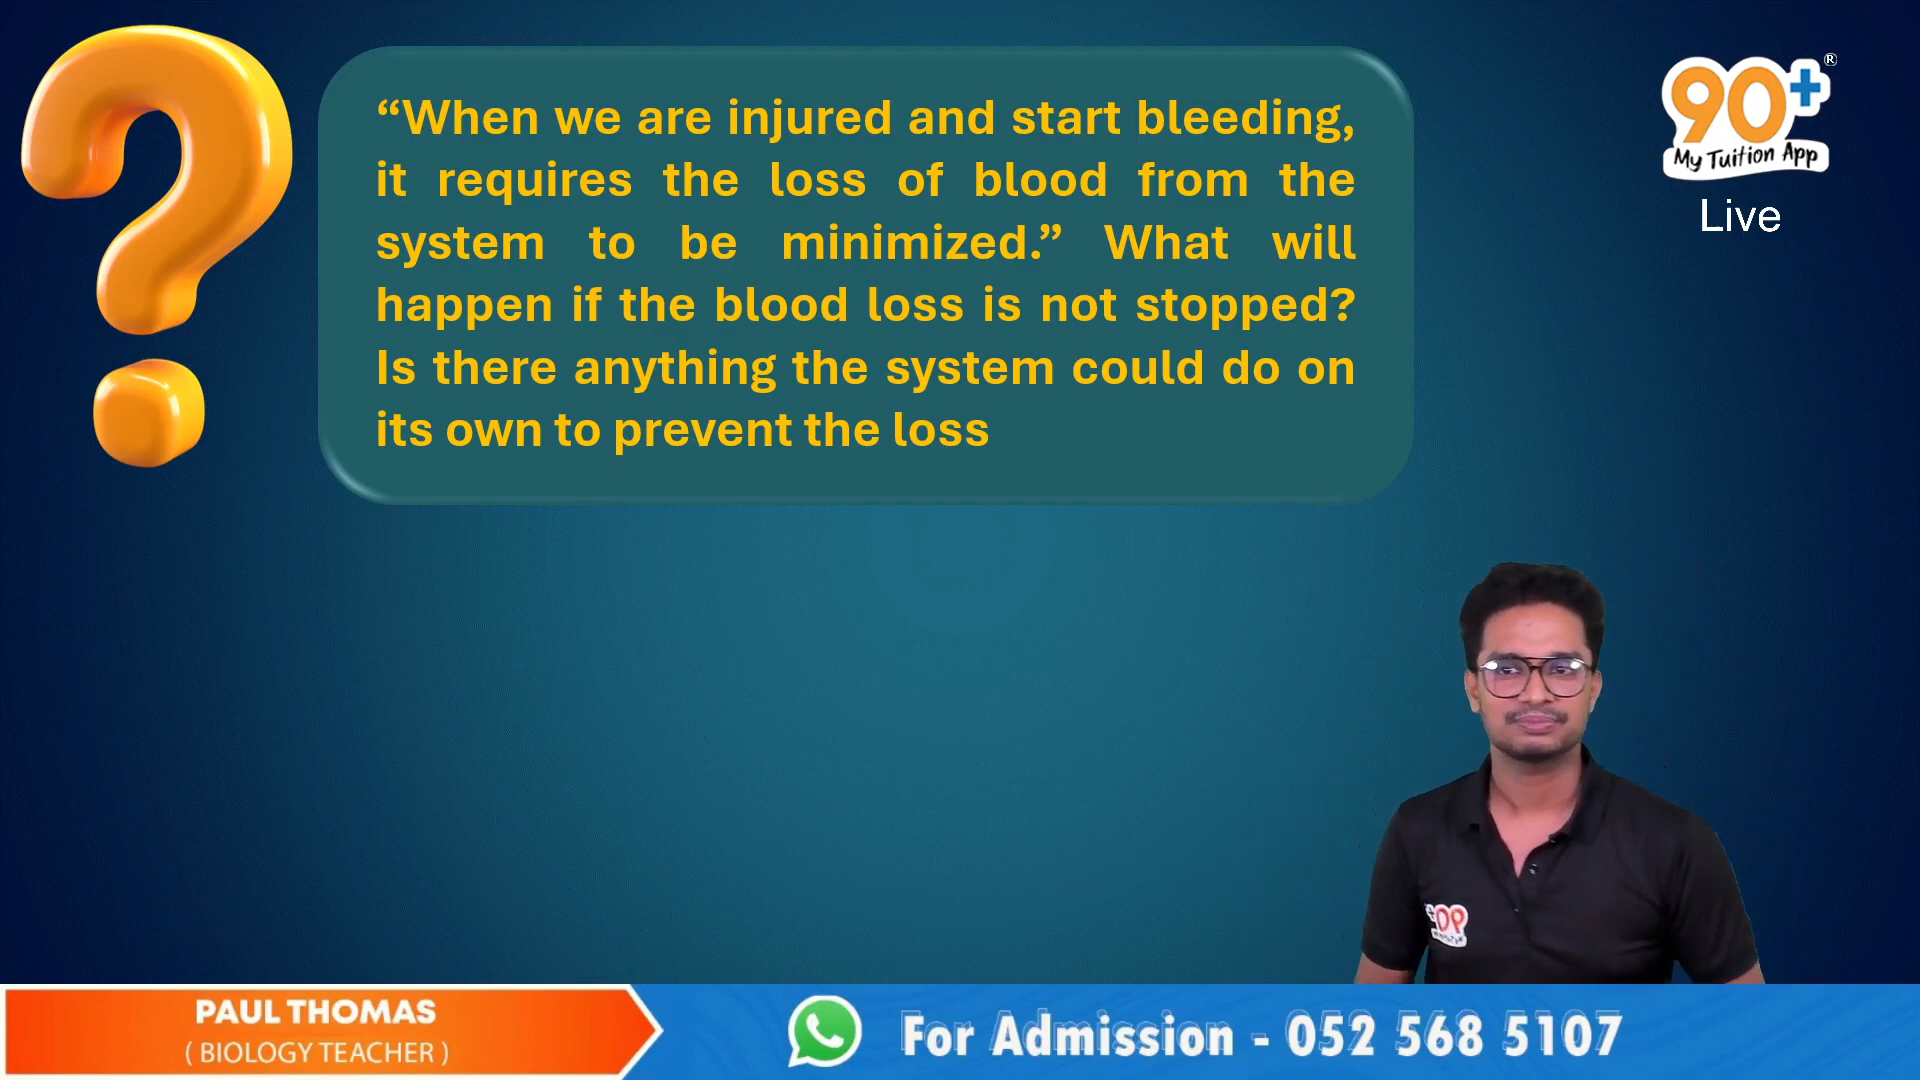 “When we are injured and start bleeding,
it requires the loss of blood from the
system to be minimized.” What will
happen if the blood loss is not stopped?
Is there anything the system could do on
its own to prevent the loss
90+®
My Tuition App
Live
PAUL THOMAS
( BIOLOGY TEACHER )
For Admission - 052 568 5107